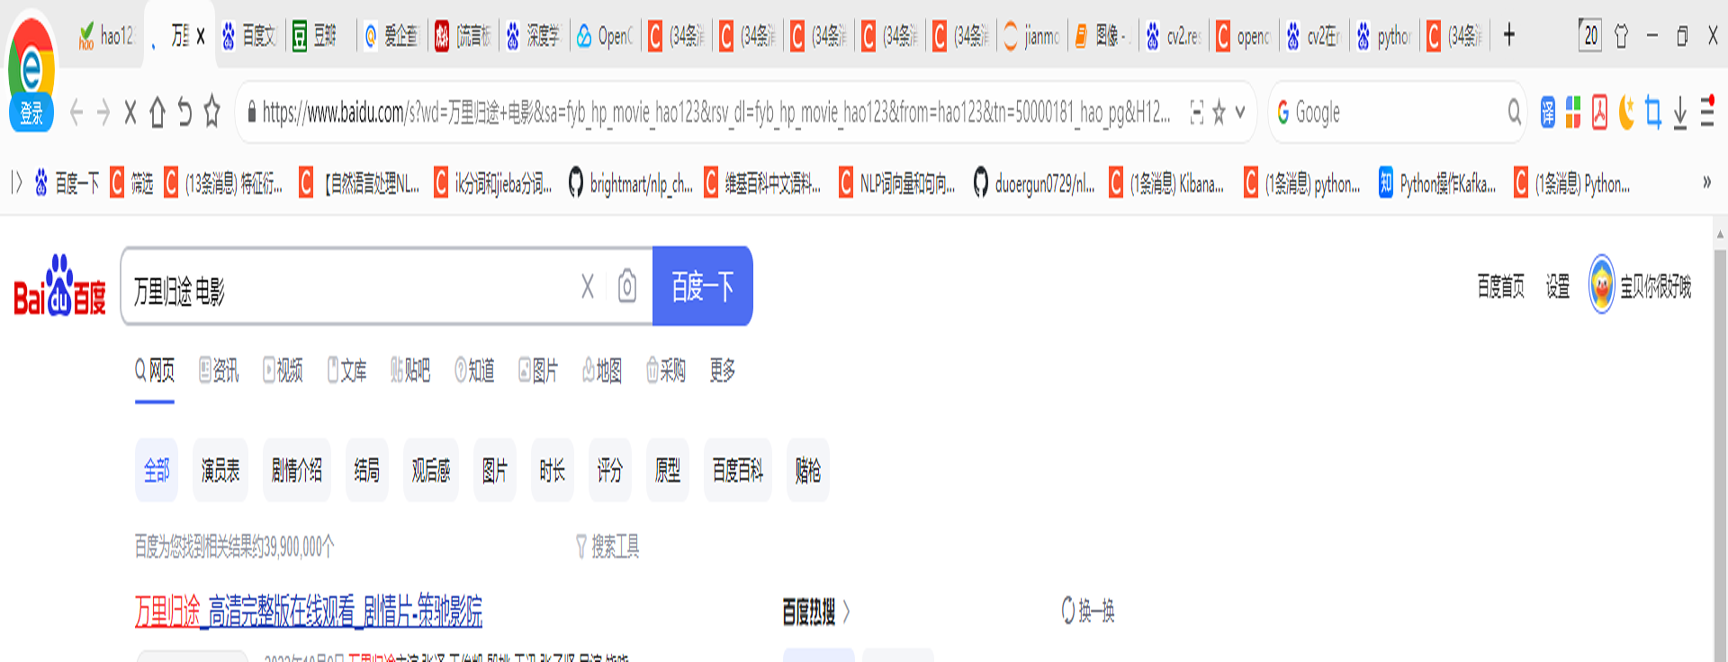 hao12 万里 × 百度文 豆瓣 爱企查 [流言板 深度学 OpenC (34条消 (34条消 (34条消 (34条消 (34条消 jianmo 图像 - cv2.res openc cv2在 python (34条消 + 20
登录 https://www.baidu.com/s?wd=万里归途+电影&sa=fyb_hp_movie_hao123&rsv_dl=fyb_hp_movie_hao123&from=hao123&tn=50000181_hao_pg&H12... Google 译
百度一下 筛选 (13条消息) 特征衍... 【自然语言处理NL... ik分词和jieba分词... brightmart/nlp_ch... 维基百科中文语料... NLP词向量和句向... duoergun0729/nl... (1条消息) Kibana... (1条消息) python... 知 Python操作Kafka... (1条消息) Python... »
Bai du 百度 万里归途 电影 百度一下 百度首页 设置 宝贝你很好哦
网页 资讯 视频 文库 贴吧 知道 图片 地图 采购 更多
全部 演员表 剧情介绍 结局 观后感 图片 时长 评分 原型 百度百科 赌枪
百度为您找到相关结果约39,900,000个 搜索工具
万里归途_高清完整版在线观看_剧情片-策驰影院 百度热搜 换一换